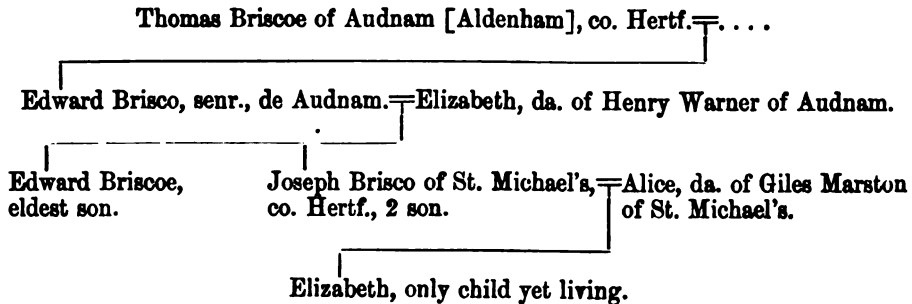 Thomas Briscoe of Audnam [Aldenham], co. Hertf.=....
Edward Brisco, senr., de Audnam.=Elizabeth, da. of Henry Warner of Audnam.
Edward Briscoe,
eldest son.
Joseph Brisco of St. Michael's,=Alice, da. of Giles Marston
co. Hertf., 2 son.
of St. Michael's.
Elizabeth, only child yet living.